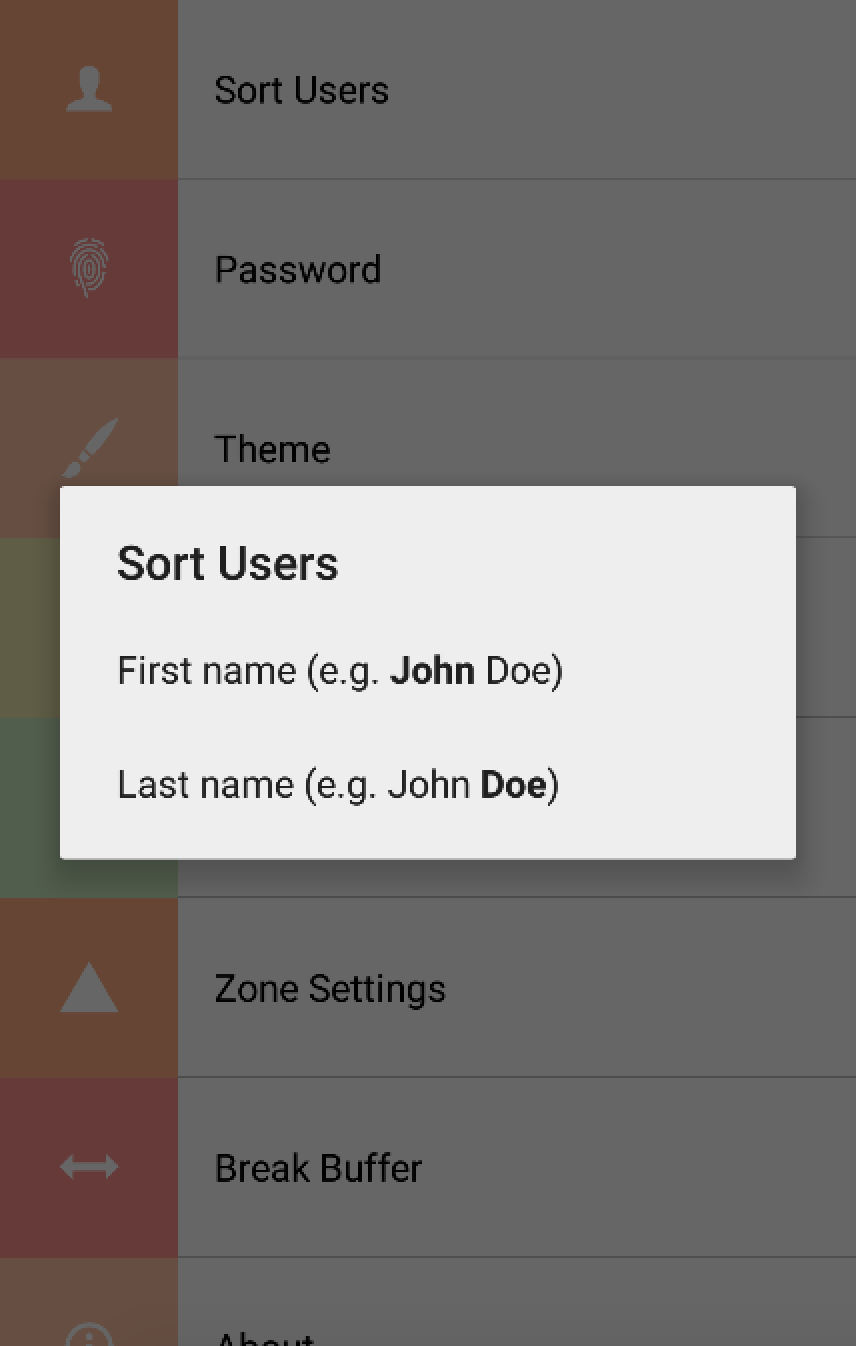 Sort Users
Password
Theme
Sort Users
First name (e.g. John Doe)
Last name (e.g. John Doe)
Zone Settings
Break Buffer
About